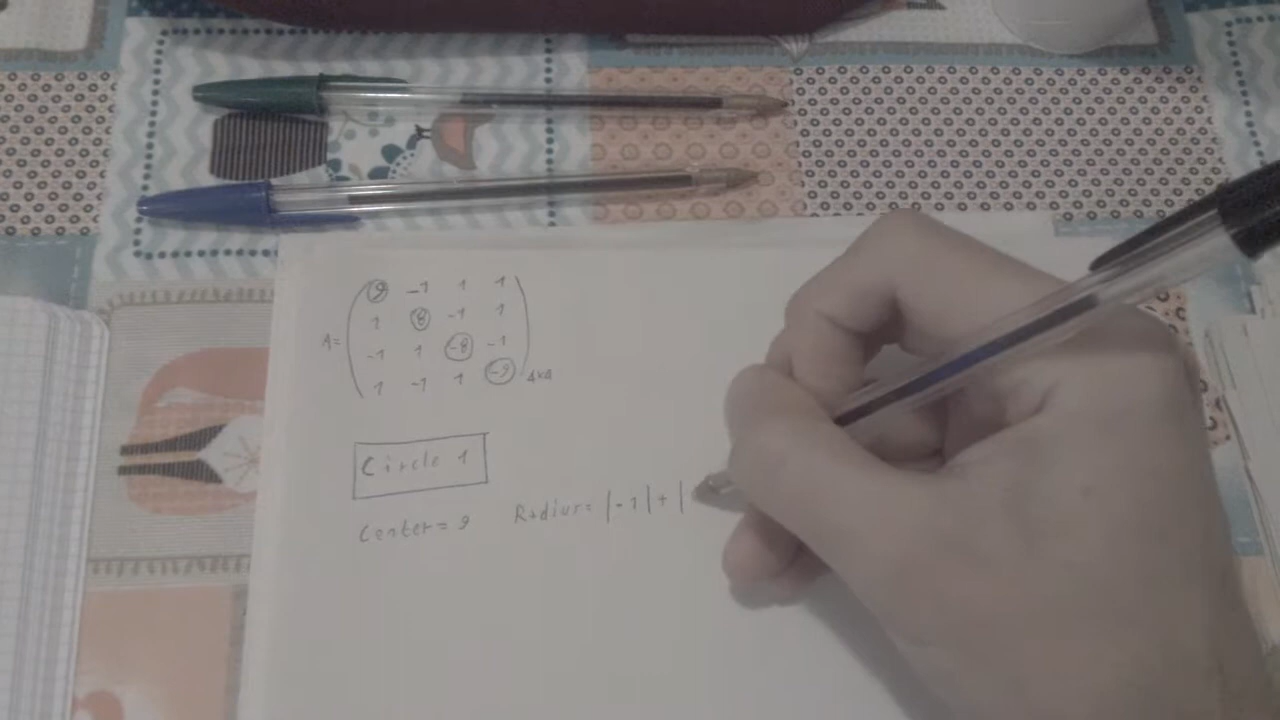 9 -1 1 1
1 8 -1 1
A= -1 1 -8 -1
1 -1 1 -9 4x4
Circle 1
Center= 9 Radius= |-1|+|